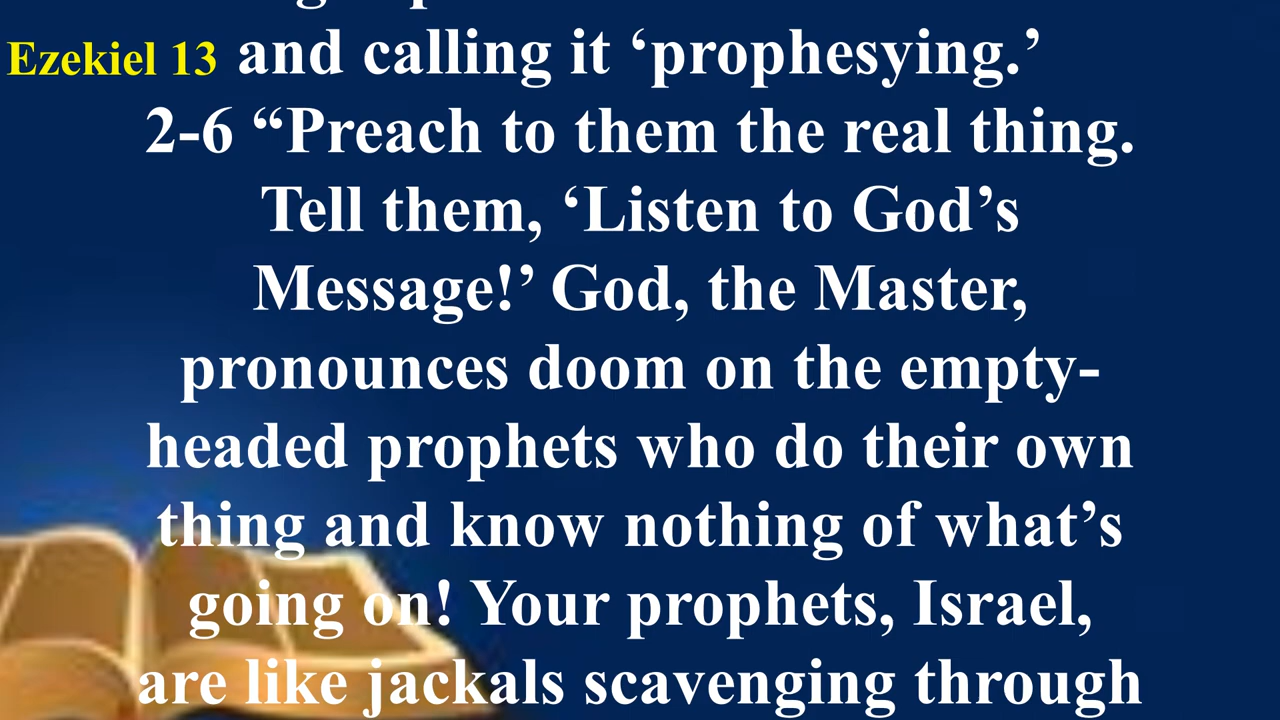 Ezekiel 13 and calling it ‘prophesying.’
2-6 “Preach to them the real thing.
Tell them, ‘Listen to God’s
Message!’ God, the Master,
pronounces doom on the empty-
headed prophets who do their own
thing and know nothing of what’s
going on! Your prophets, Israel,
are like jackals scavenging through